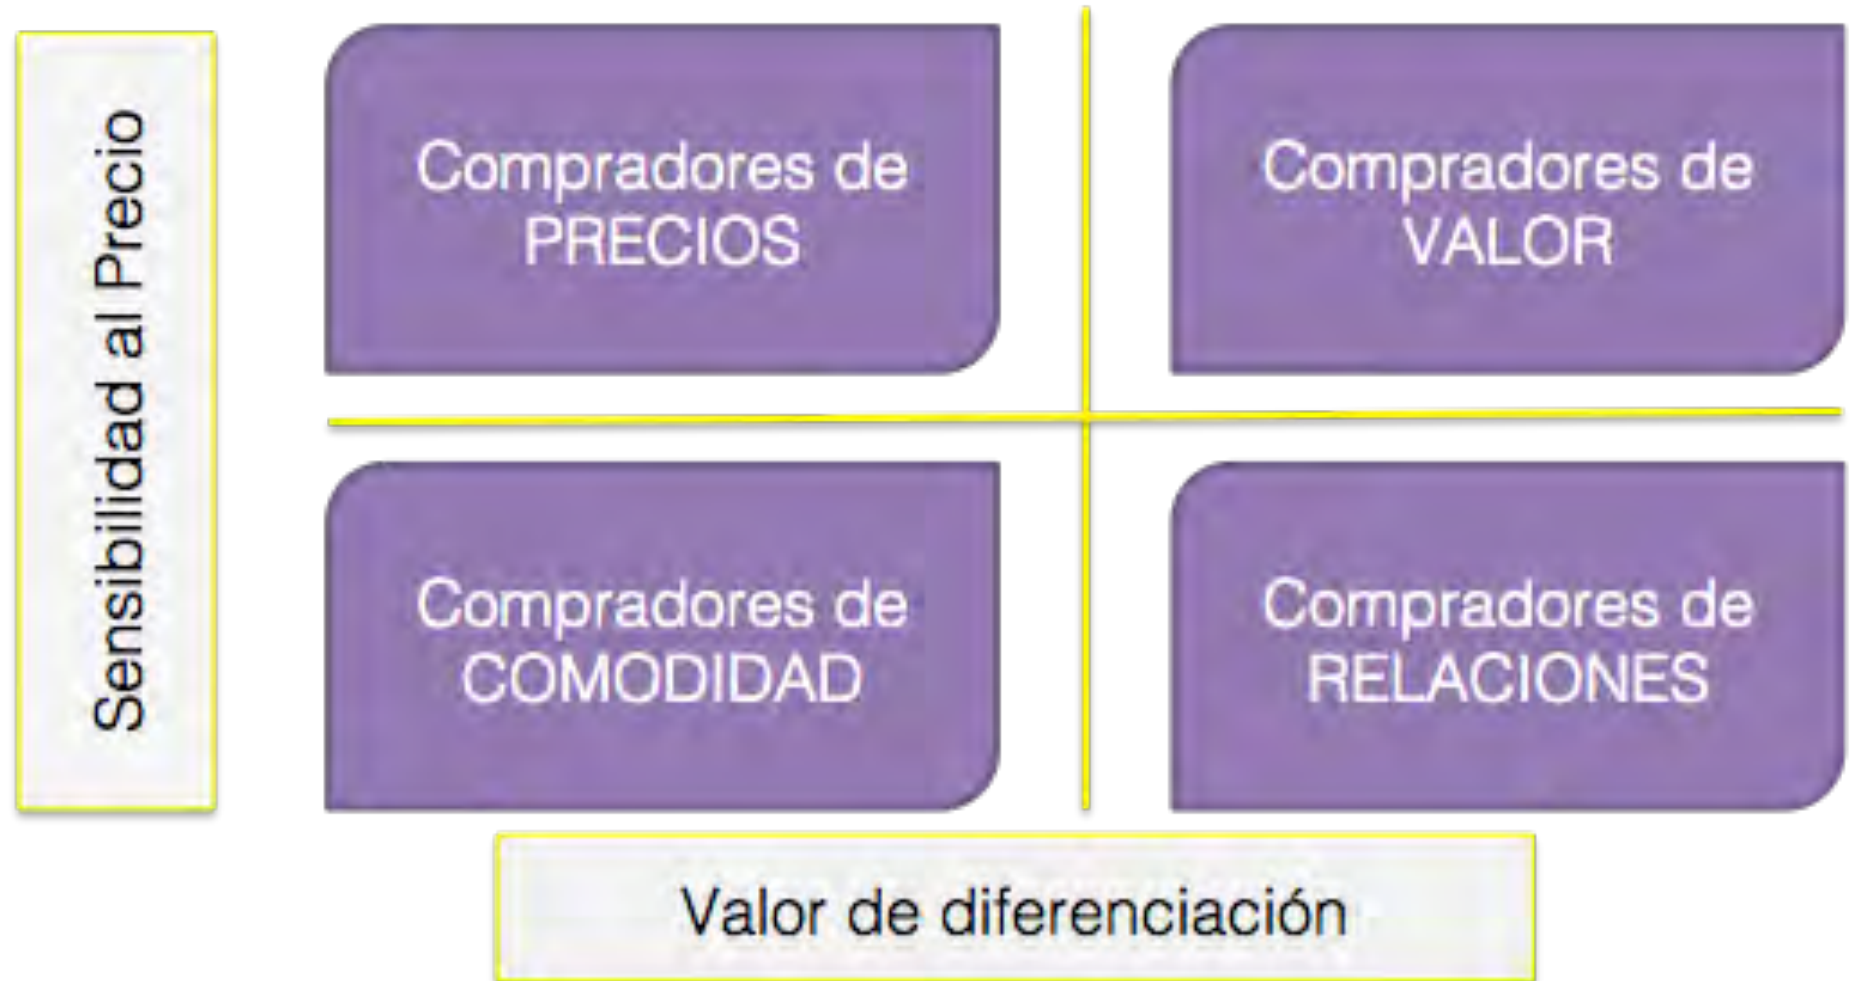 Sensibilidad al Precio
Compradores de
PRECIOS
Compradores de
VALOR
Compradores de
COMODIDAD
Compradores de
RELACIONES
Valor de diferenciación